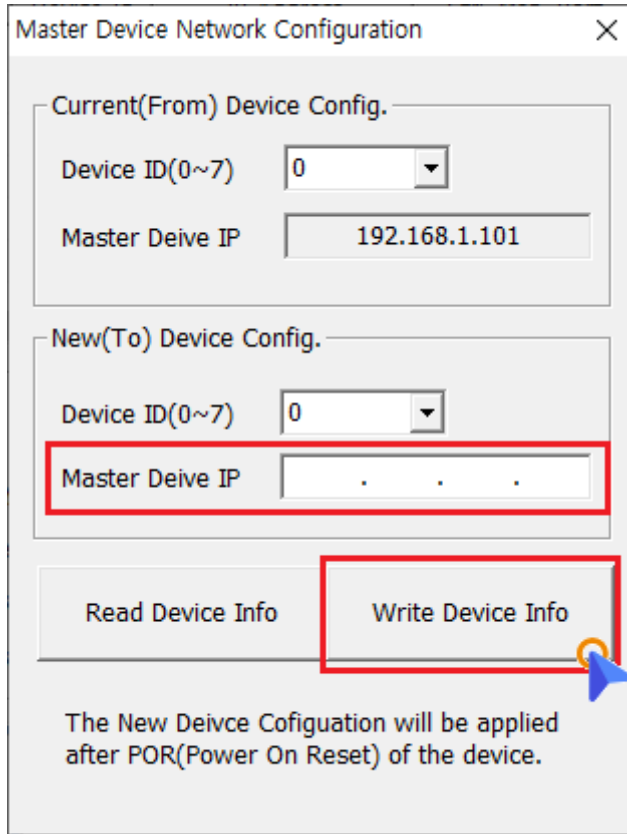 Master Device Network Configuration
Current(From) Device Config.
Device ID(0~7) 0
Master Deive IP 192.168.1.101
New(To) Device Config.
Device ID(0~7) 0
Master Deive IP . . .
Read Device Info Write Device Info
The New Deivce Cofiguation will be applied
after POR(Power On Reset) of the device.